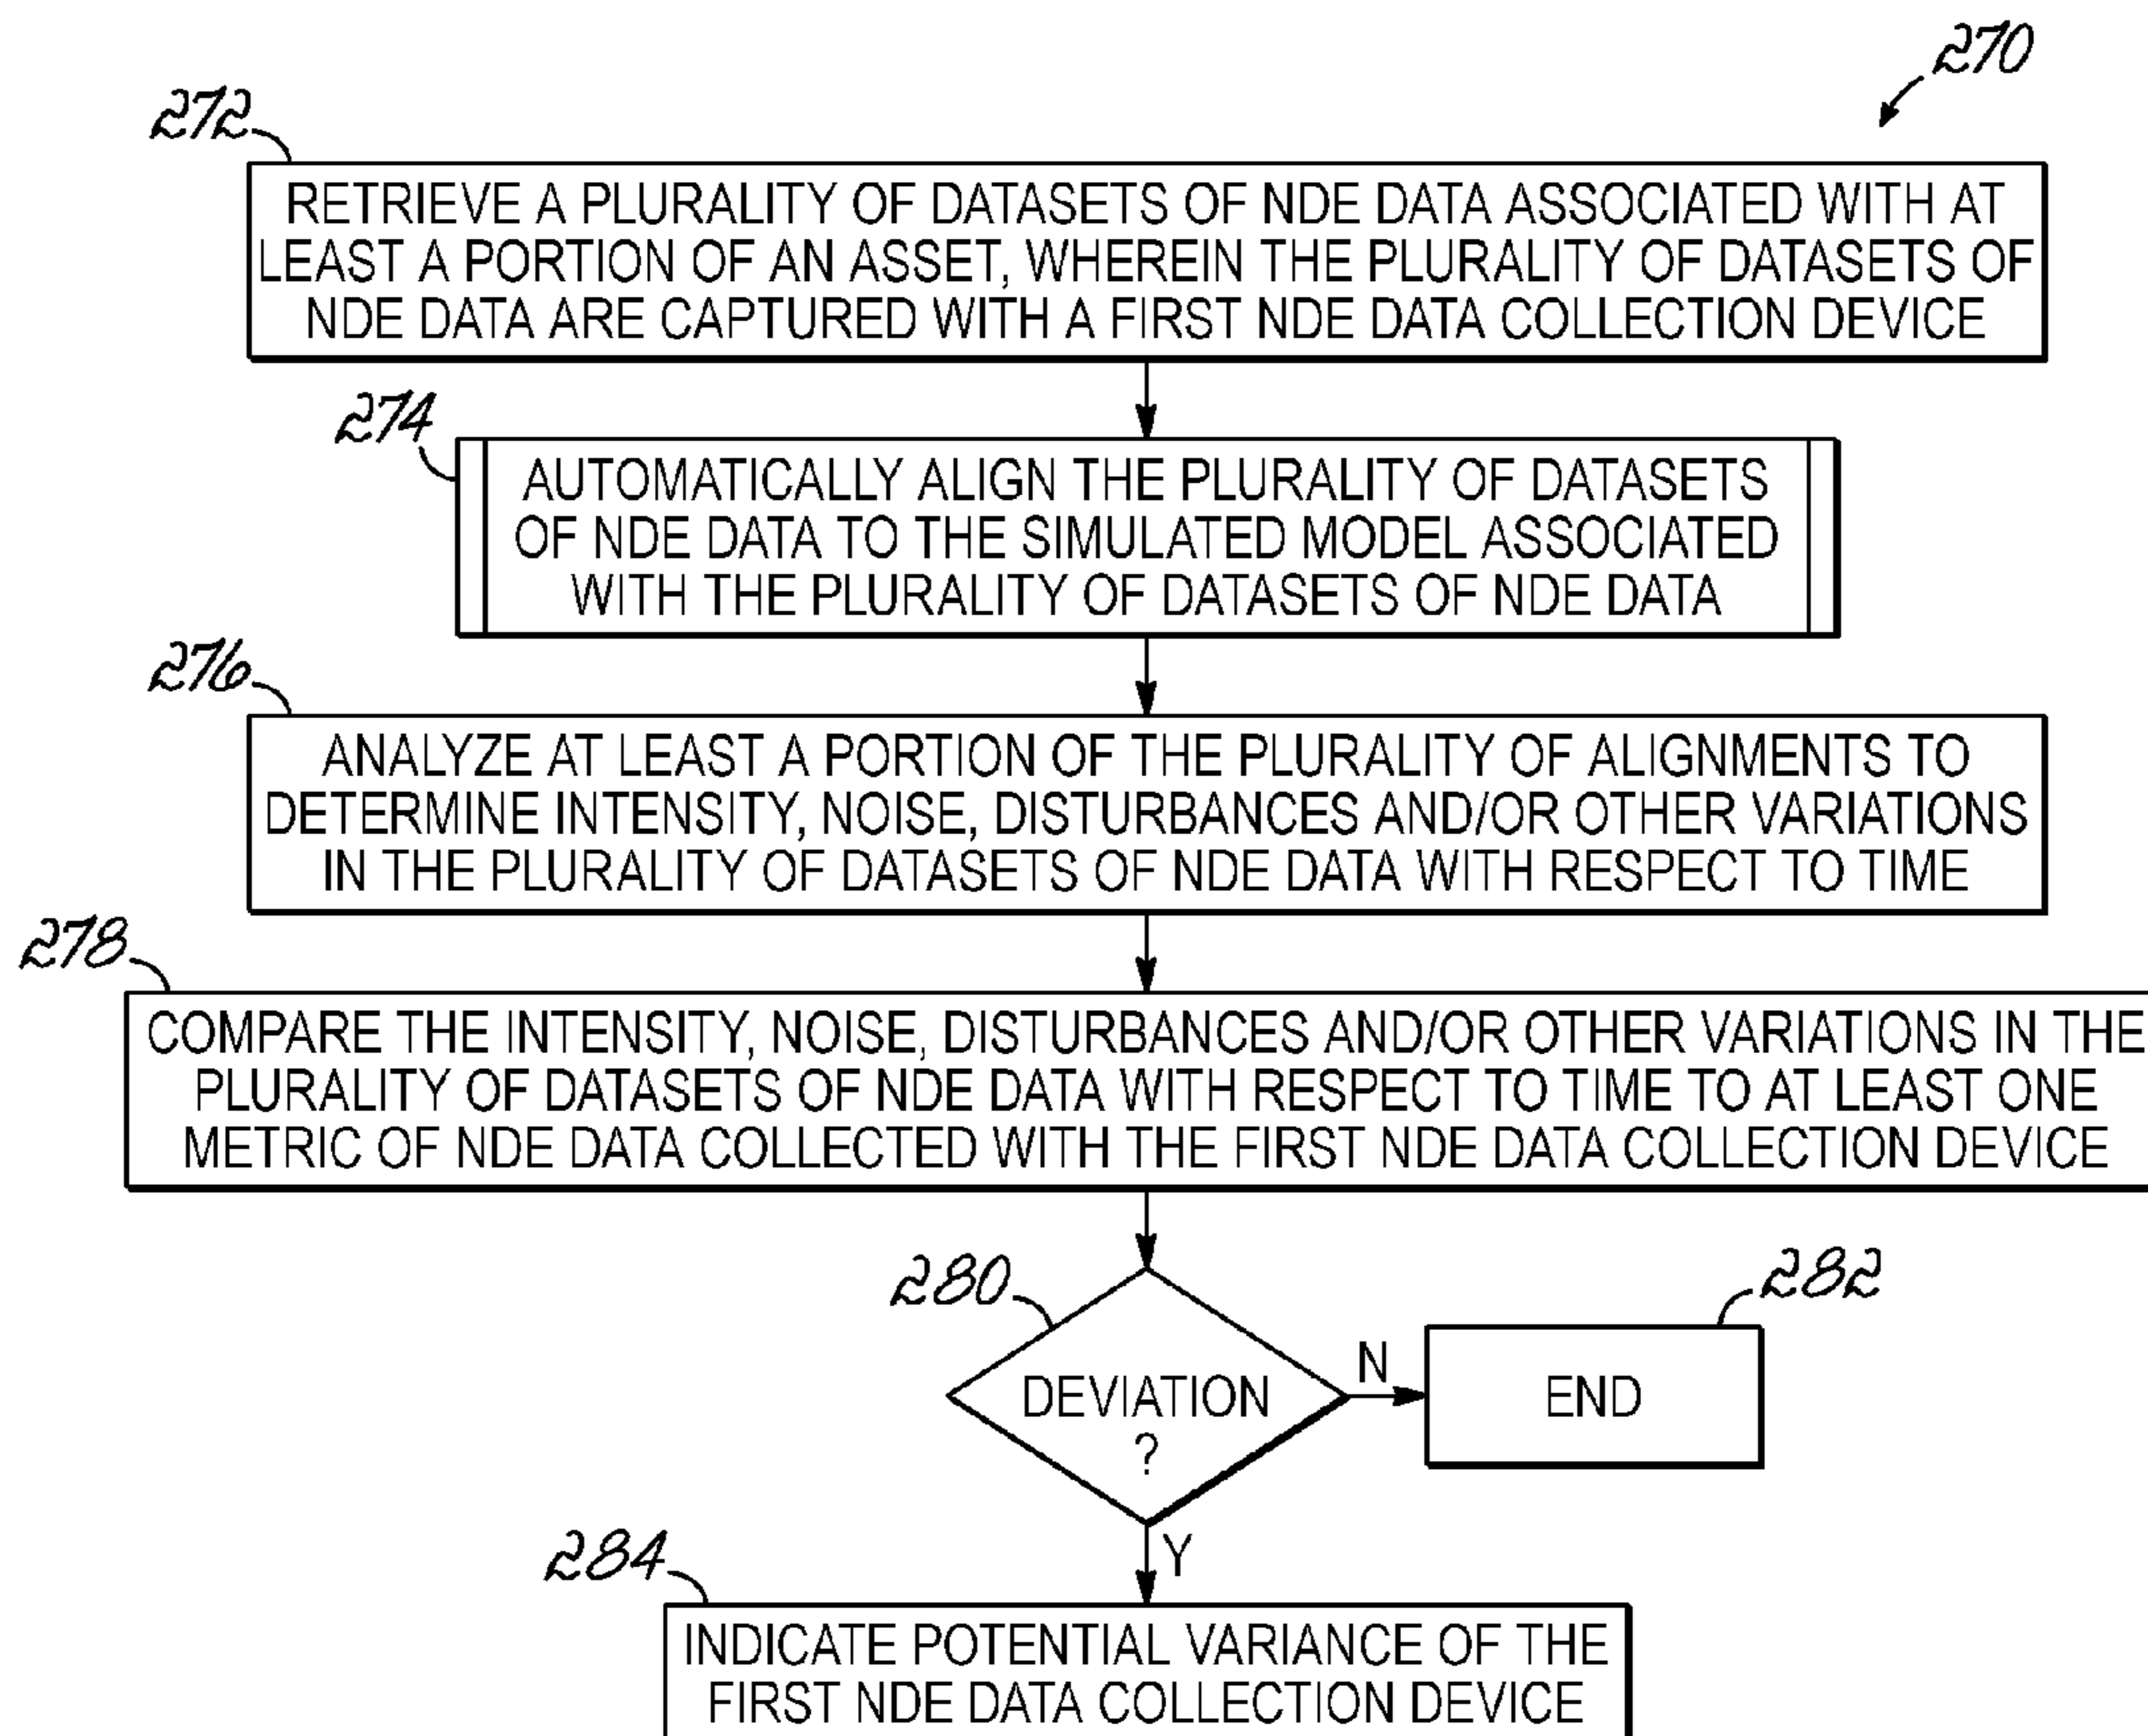 270
272
RETRIEVE A PLURALITY OF DATASETS OF NDE DATA ASSOCIATED WITH AT
LEAST A PORTION OF AN ASSET, WHEREIN THE PLURALITY OF DATASETS OF
NDE DATA ARE CAPTURED WITH A FIRST NDE DATA COLLECTION DEVICE
274
AUTOMATICALLY ALIGN THE PLURALITY OF DATASETS
OF NDE DATA TO THE SIMULATED MODEL ASSOCIATED
WITH THE PLURALITY OF DATASETS OF NDE DATA
276
ANALYZE AT LEAST A PORTION OF THE PLURALITY OF ALIGNMENTS TO
DETERMINE INTENSITY, NOISE, DISTURBANCES AND/OR OTHER VARIATIONS
IN THE PLURALITY OF DATASETS OF NDE DATA WITH RESPECT TO TIME
278
COMPARE THE INTENSITY, NOISE, DISTURBANCES AND/OR OTHER VARIATIONS IN THE
PLURALITY OF DATASETS OF NDE DATA WITH RESPECT TO TIME TO AT LEAST ONE
METRIC OF NDE DATA COLLECTED WITH THE FIRST NDE DATA COLLECTION DEVICE
280
DEVIATION
?
N
282
END
Y
284
INDICATE POTENTIAL VARIANCE OF THE
FIRST NDE DATA COLLECTION DEVICE